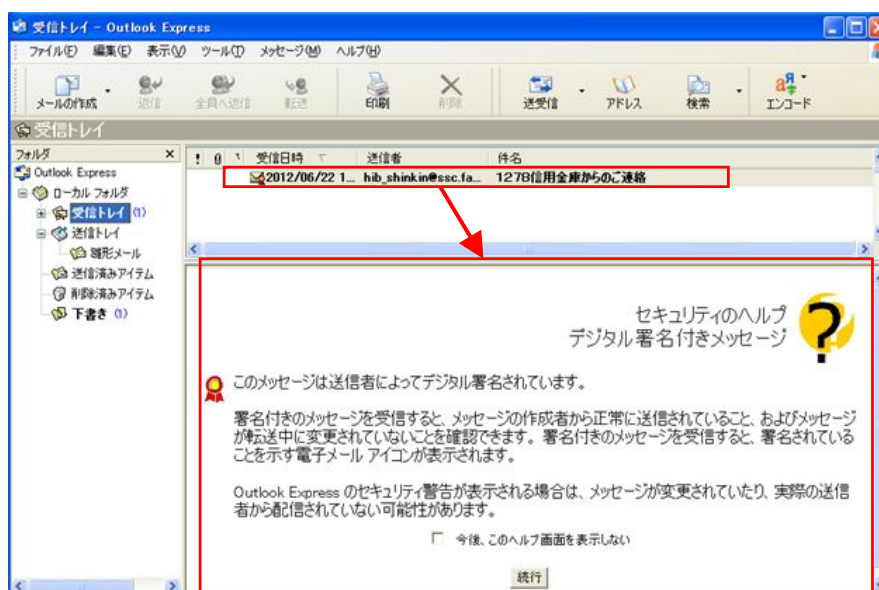 受信トレイ - Outlook Express
ファイル(F) 編集(E) 表示(V) ツール(T) メッセージ(M) ヘルプ(H)
メールの作成 返信 全員へ返信 転送 印刷 削除 送受信 アドレス 検索 エンコード
受信トレイ
フォルダ ×
! 受信日時 送信者 件名
2012/06/22 1... hib_shinkin@ssc.fa... 1278信用金庫からのご連絡
Outlook Express
ローカル フォルダ
受信トレイ (1)
送信トレイ
雛形メール
送信済みアイテム
削除済みアイテム
下書き (1)
セキュリティのヘルプ
デジタル署名付きメッセージ
このメッセージは送信者によってデジタル署名されています。
署名付きのメッセージを受信すると、メッセージの作成者から正常に送信されていること、およびメッセージ
が転送中に変更されていないことを確認できます。署名付きのメッセージを受信すると、署名されている
ことを示す電子メール アイコンが表示されます。
Outlook Express のセキュリティ警告が表示される場合は、メッセージが変更されていたり、実際の送信
者から配信されていない可能性があります。
今後、このヘルプ画面を表示しない
続行